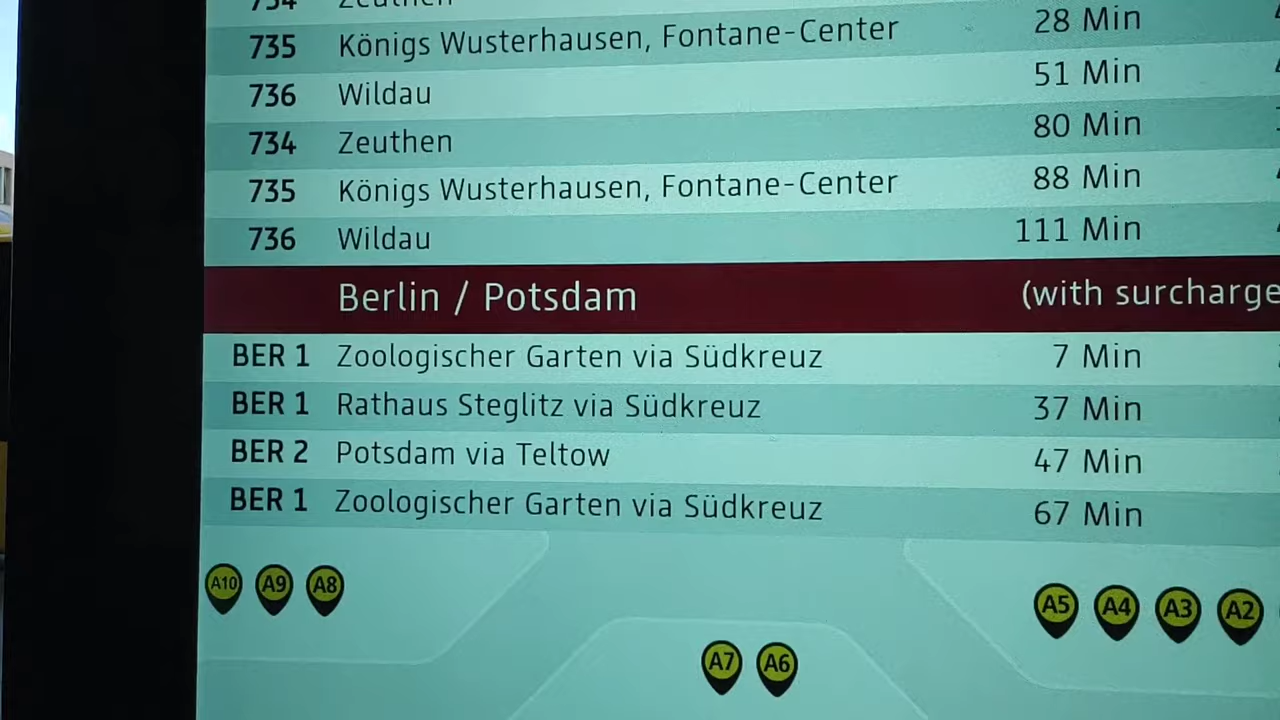 734 Zeuthen
735 Königs Wusterhausen, Fontane-Center 28 Min
736 Wildau 51 Min
734 Zeuthen 80 Min
735 Königs Wusterhausen, Fontane-Center 88 Min
736 Wildau 111 Min
Berlin / Potsdam (with surcharge
BER 1 Zoologischer Garten via Südkreuz 7 Min
BER 1 Rathaus Steglitz via Südkreuz 37 Min
BER 2 Potsdam via Teltow 47 Min
BER 1 Zoologischer Garten via Südkreuz 67 Min
A10 A9 A8 A5 A4 A3 A2
A7 A6